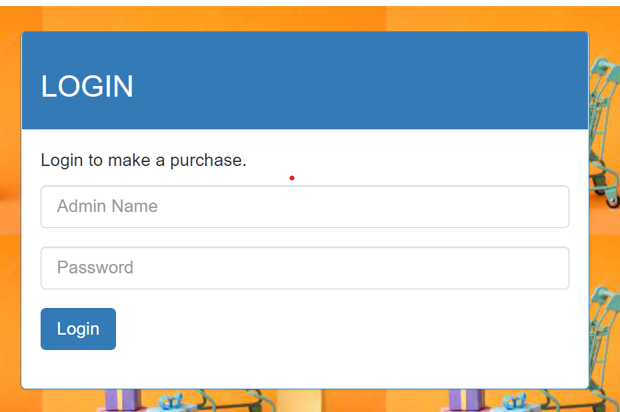 LOGIN
Login to make a purchase.
Admin Name
Password
Login